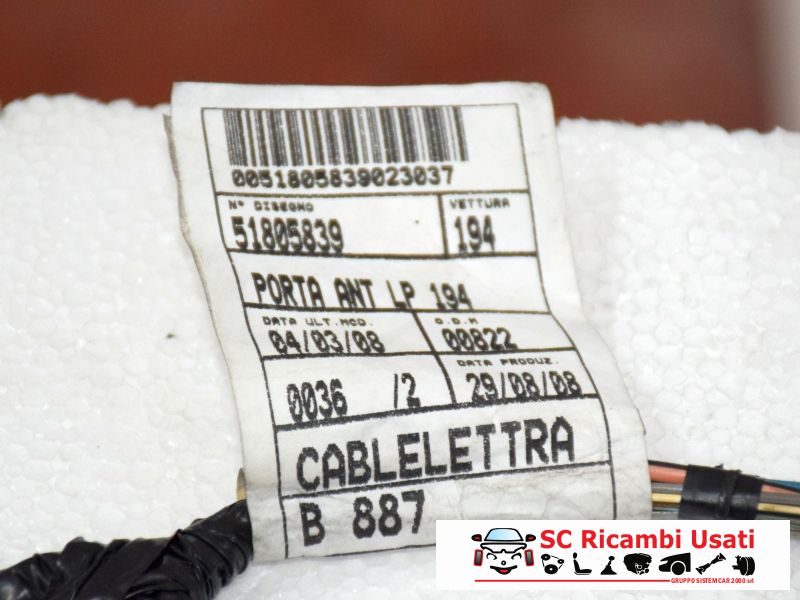 0051805839023037
Nº DISEGNO
VETTURA
51805839
194
PORTA ANT LP 194
DATA ULT.MOD.
O.D.M
04/03/08
00822
DATA PRODUZ.
0036 /2
29/08/08
CABLELETTRA
B 887
SC Ricambi Usati
GRUPPO SISTEMCAR 2000 srl